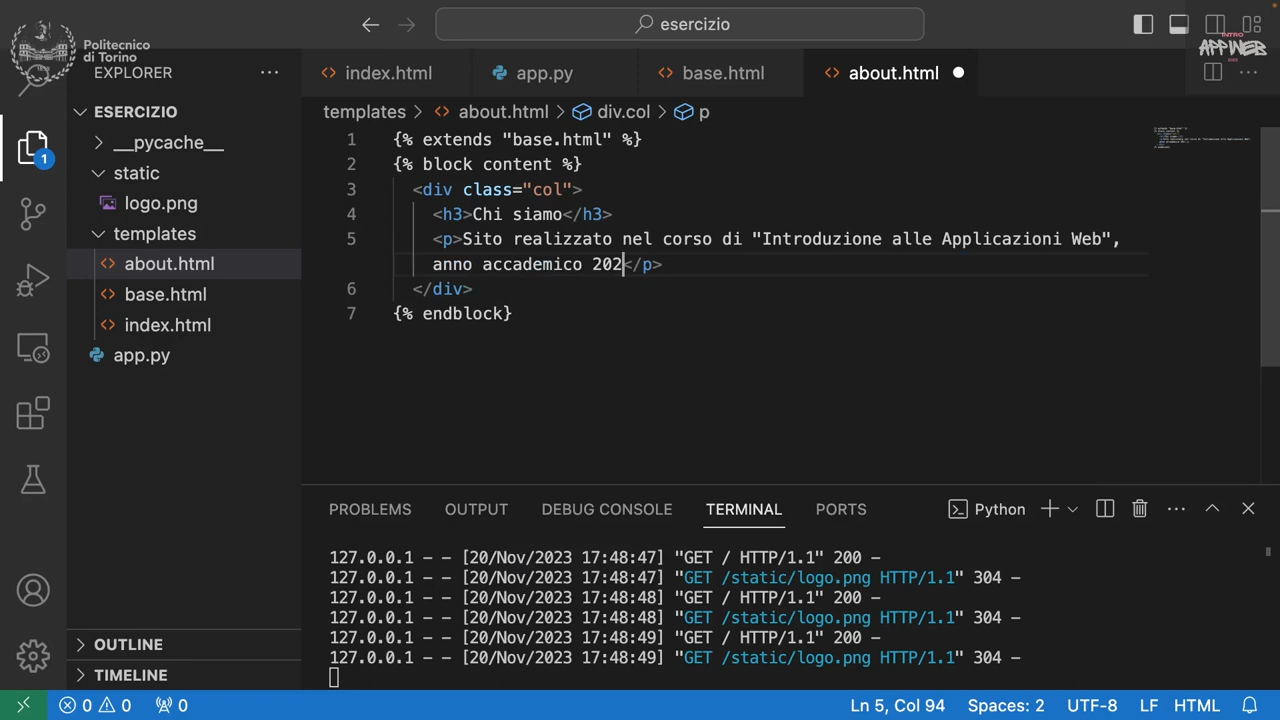 esercizio
Politecnico
di Torino
INTRO
APPIWEB
2023
EXPLORER
index.html
app.py
base.html
about.html
ESERCIZIO
templates > about.html > div.col > p
__pycache__
static
logo.png
templates
about.html
base.html
index.html
app.py
1 {% extends "base.html" %}
2 {% block content %}
3 <div class="col">
4 <h3>Chi siamo</h3>
5 <p>Sito realizzato nel corso di "Introduzione alle Applicazioni Web",
anno accademico 202</p>
6 </div>
7 {% endblock}
1
PROBLEMS OUTPUT DEBUG CONSOLE TERMINAL PORTS Python
127.0.0.1 - - [20/Nov/2023 17:48:47] "GET / HTTP/1.1" 200 -
127.0.0.1 - - [20/Nov/2023 17:48:47] "GET /static/logo.png HTTP/1.1" 304 -
127.0.0.1 - - [20/Nov/2023 17:48:48] "GET / HTTP/1.1" 200 -
127.0.0.1 - - [20/Nov/2023 17:48:48] "GET /static/logo.png HTTP/1.1" 304 -
127.0.0.1 - - [20/Nov/2023 17:48:49] "GET / HTTP/1.1" 200 -
127.0.0.1 - - [20/Nov/2023 17:48:49] "GET /static/logo.png HTTP/1.1" 304 -
OUTLINE
TIMELINE
0 0 0 Ln 5, Col 94 Spaces: 2 UTF-8 LF HTML